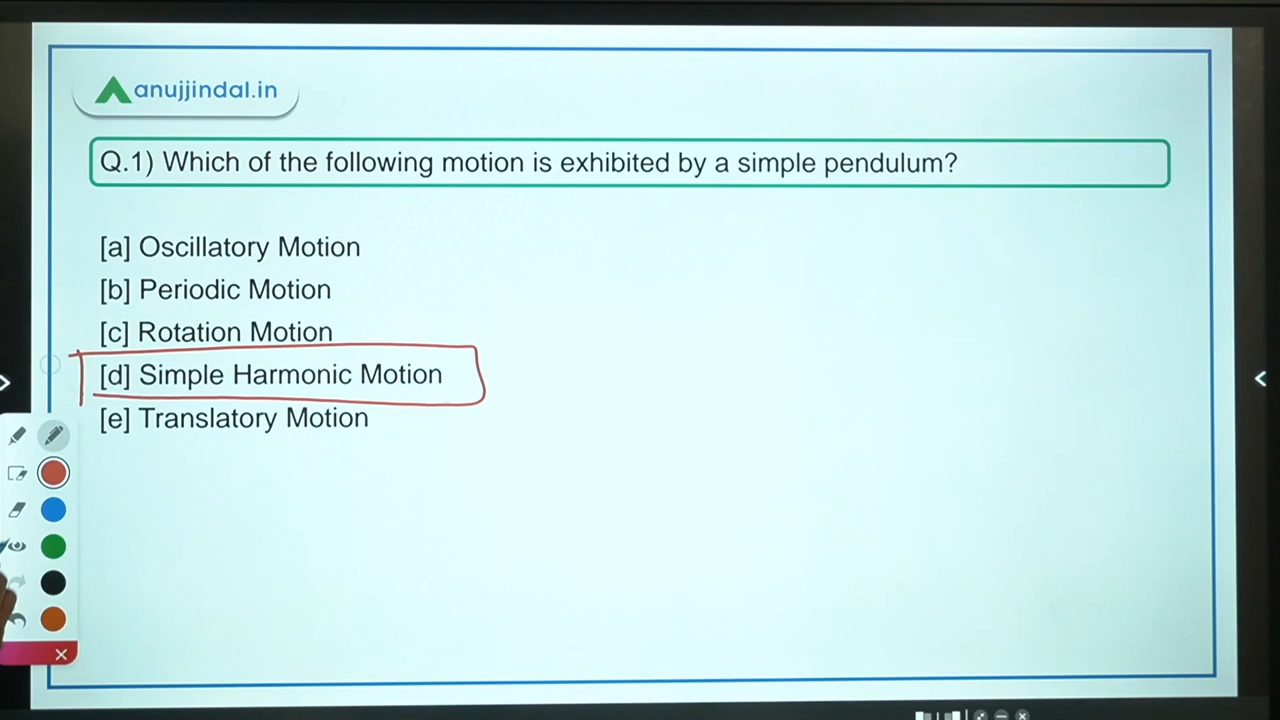 anujjindal.in
Q.1) Which of the following motion is exhibited by a simple pendulum?
[a] Oscillatory Motion
[b] Periodic Motion
[c] Rotation Motion
[d] Simple Harmonic Motion
[e] Translatory Motion